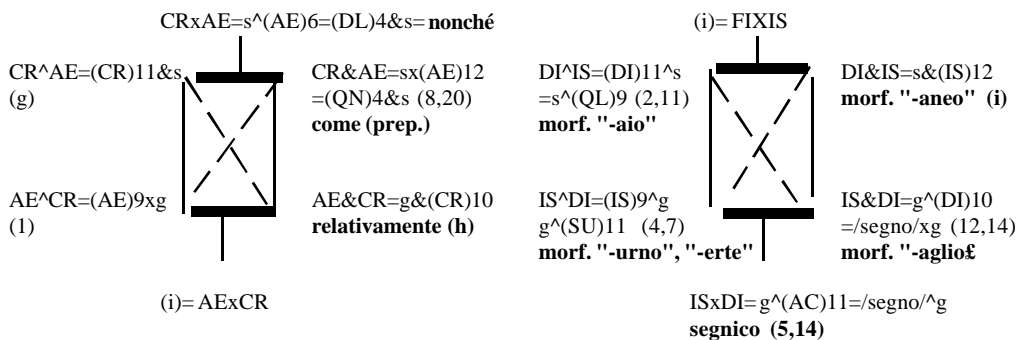 CRxAE=s^(AE)6=(DL)4&s= nonché
CR^AE=(CR)11&s
(g)
CR&AE=sx(AE)12
=(QN)4&s (8,20)
come (prep.)
AE^CR=(AE)9xg
(1)
AE&CR=g&(CR)10
relativamente (h)
(i)= AExCR
(i)= FIXIS
DI^IS=(DI)11^s
=s^(QL)9 (2,11)
morf. "-aio"
DI&IS=s&(IS)12
morf. "-aneo" (i)
IS^DI=(IS)9^g
g^(SU)11 (4,7)
morf. "-urno", "-erte"
IS&DI=g^(DI)10
=/segno/xg (12,14)
morf. "-aglio£
ISxDI= g^(AC)11=/segno/^g
segnico (5,14)